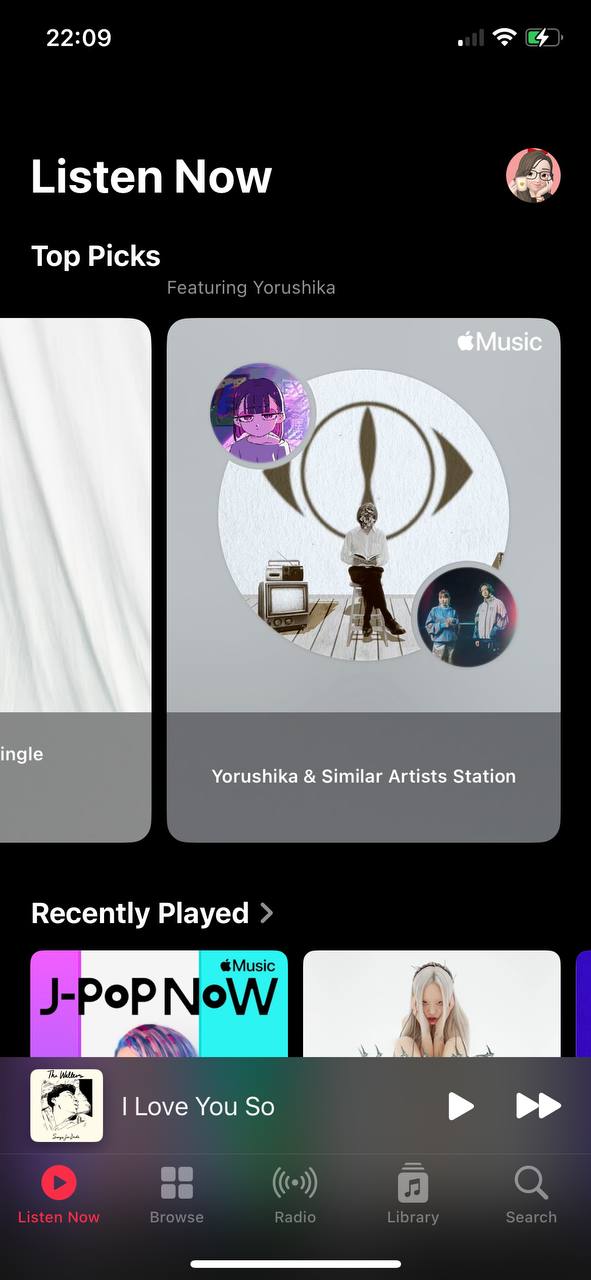 22:09
Listen Now
Top Picks
Featuring Yorushika
Music
ingle
Yorushika & Similar Artists Station
Recently Played
Music
J-POP NOW
The Walters
I Love You So
Listen Now
Browse
Radio
Library
Search